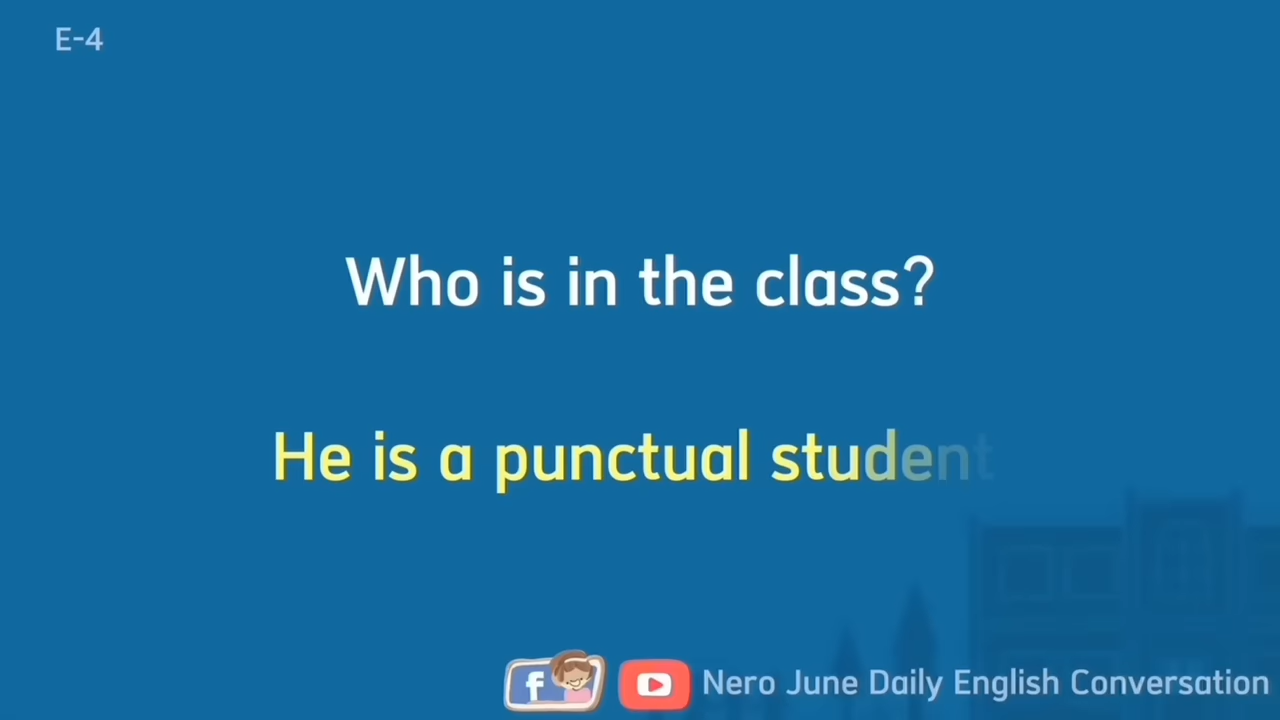 E-4
Who is in the class?
He is a punctual student
f
Nero June Daily English Conversation